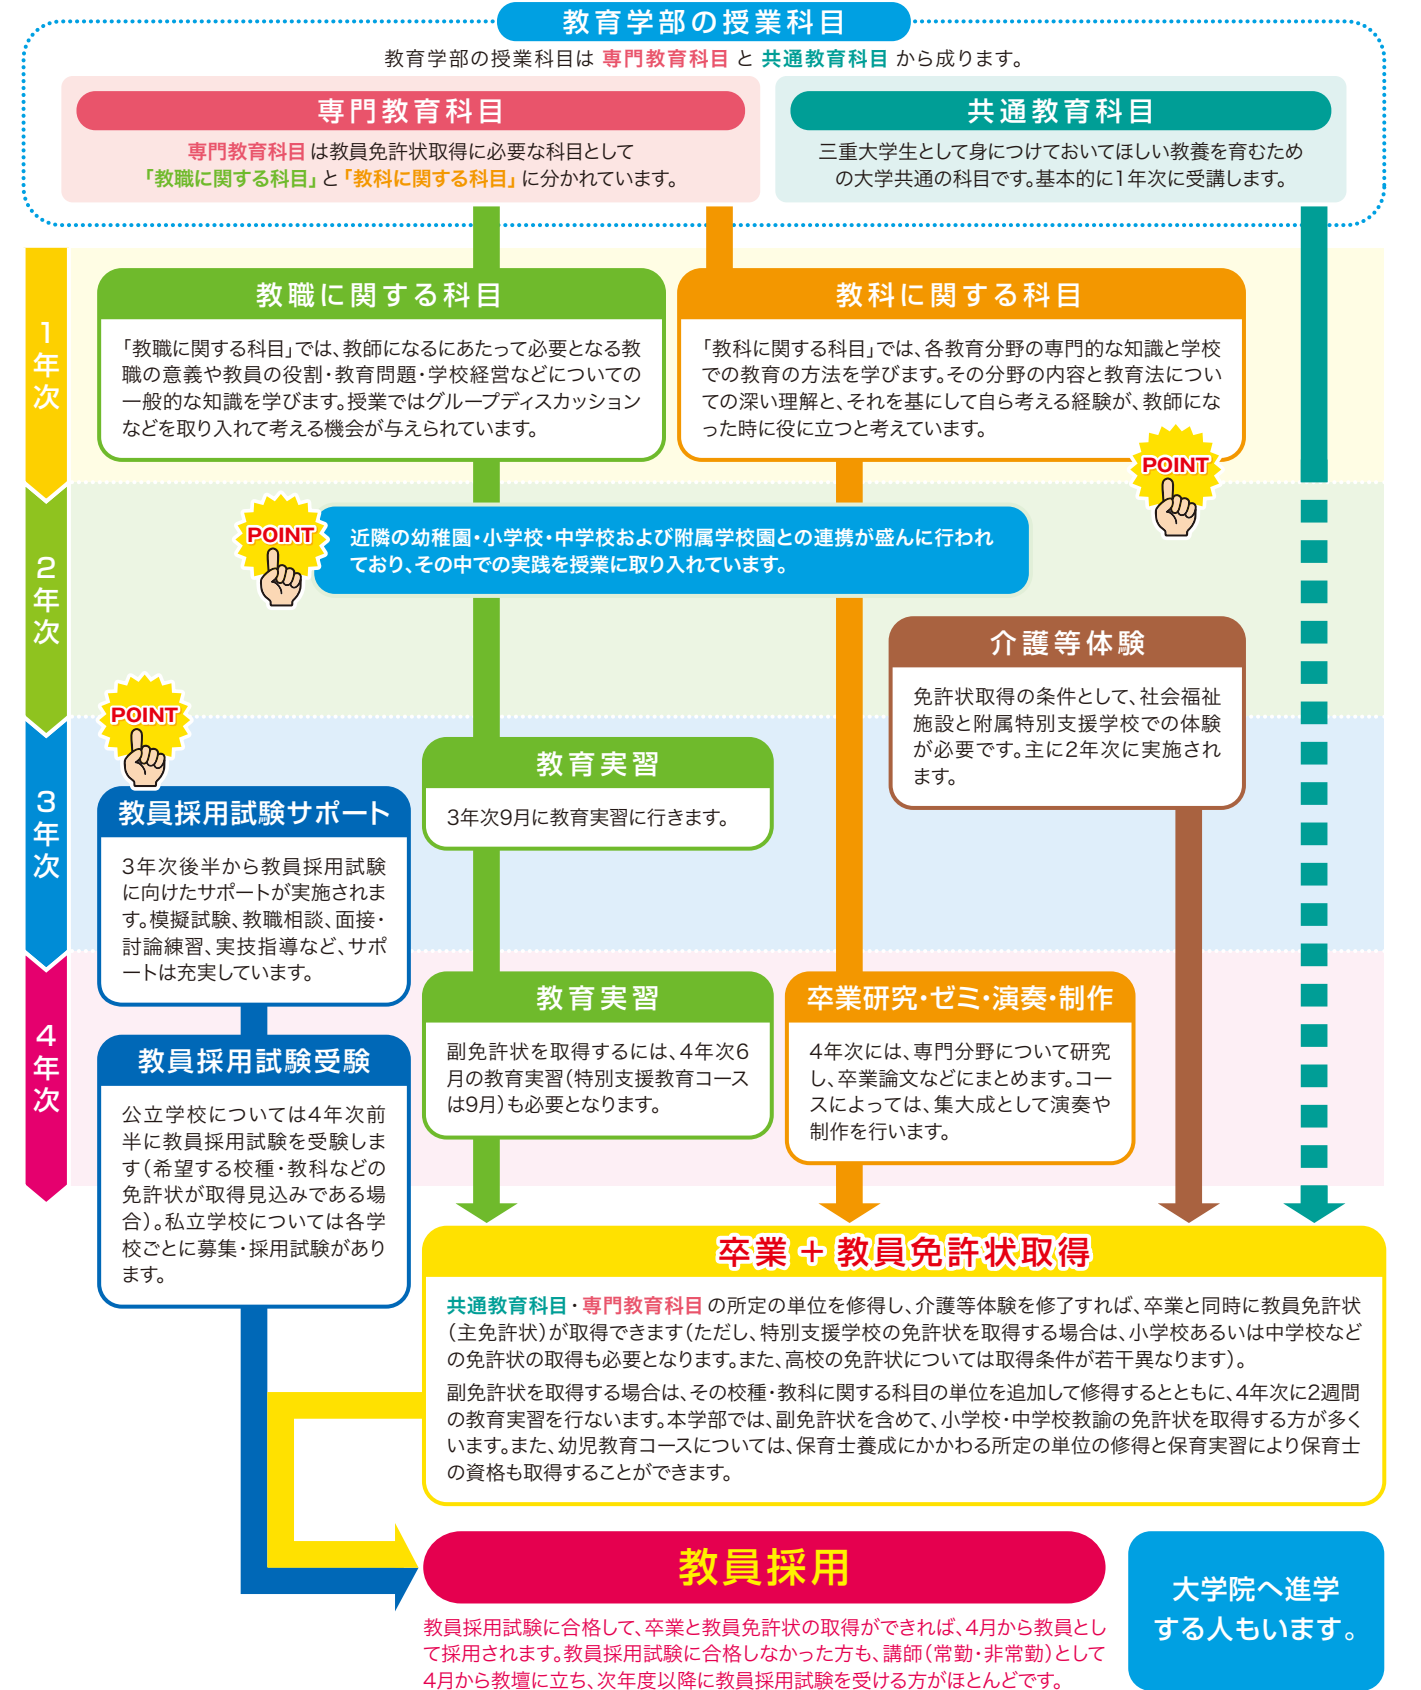 教育学部の授業科目
教育学部の授業科目は 専門教育科目 と 共通教育科目 から成ります。
専門教育科目
専門教育科目 は教員免許状取得に必要な科目として
「教職に関する科目」と「教科に関する科目」に分かれています。
共通教育科目
三重大学生として身につけておいてほしい教養を育むため
の大学共通の科目です。基本的に1年次に受講します。
1年次
教職に関する科目
「教職に関する科目」では、教師になるにあたって必要となる教
職の意義や教員の役割・教育問題・学校経営などについての
一般的な知識を学びます。授業ではグループディスカッション
などを取り入れて考える機会が与えられています。
教科に関する科目
「教科に関する科目」では、各教育分野の専門的な知識と学校
での教育の方法を学びます。その分野の内容と教育法につい
ての深い理解と、それを基にして自ら考える経験が、教師にな
った時に役に立つと考えています。
POINT
2年次
POINT
近隣の幼稚園・小学校・中学校および附属学校園との連携が盛んに行われ
ており、その中での実践を授業に取り入れています。
介護等体験
免許状取得の条件として、社会福祉
施設と附属特別支援学校での体験
が必要です。主に2年次に実施され
ます。
3年次
POINT
教員採用試験サポート
3年次後半から教員採用試験
に向けたサポートが実施されま
す。模擬試験、教職相談、面接・
討論練習、実技指導など、サポ
ートは充実しています。
教育実習
3年次9月に教育実習に行きます。
4年次
教員採用試験受験
公立学校については4年次前
半に教員採用試験を受験しま
す（希望する校種・教科などの
免許状が取得見込みである場
合）。私立学校については各学
校ごとに募集・採用試験があり
ます。
教育実習
副免許状を取得するには、4年次6
月の教育実習（特別支援教育コース
は9月）も必要となります。
卒業研究・ゼミ・演奏・制作
4年次には、専門分野について研究
し、卒業論文などにまとめます。コー
スによっては、集大成として演奏や
制作を行います。
卒業 ＋ 教員免許状取得
共通教育科目・専門教育科目 の所定の単位を修得し、介護等体験を修了すれば、卒業と同時に教員免許状
（主免許状）が取得できます（ただし、特別支援学校の免許状を取得する場合は、小学校あるいは中学校など
の免許状の取得も必要となります。また、高校の免許状については取得条件が若干異なります）。
副免許状を取得する場合は、その校種・教科に関する科目の単位を追加して修得するとともに、4年次に2週間
の教育実習を行ないます。本学部では、副免許状を含めて、小学校・中学校教諭の免許状を取得する方が多く
います。また、幼児教育コースについては、保育士養成にかかわる所定の単位の修得と保育実習により保育士
の資格も取得することができます。
教員採用
教員採用試験に合格して、卒業と教員免許状の取得ができれば、4月から教員とし
て採用されます。教員採用試験に合格しなかった方も、講師（常勤・非常勤）として
4月から教壇に立ち、次年度以降に教員採用試験を受ける方がほとんどです。
大学院へ進学
する人もいます。